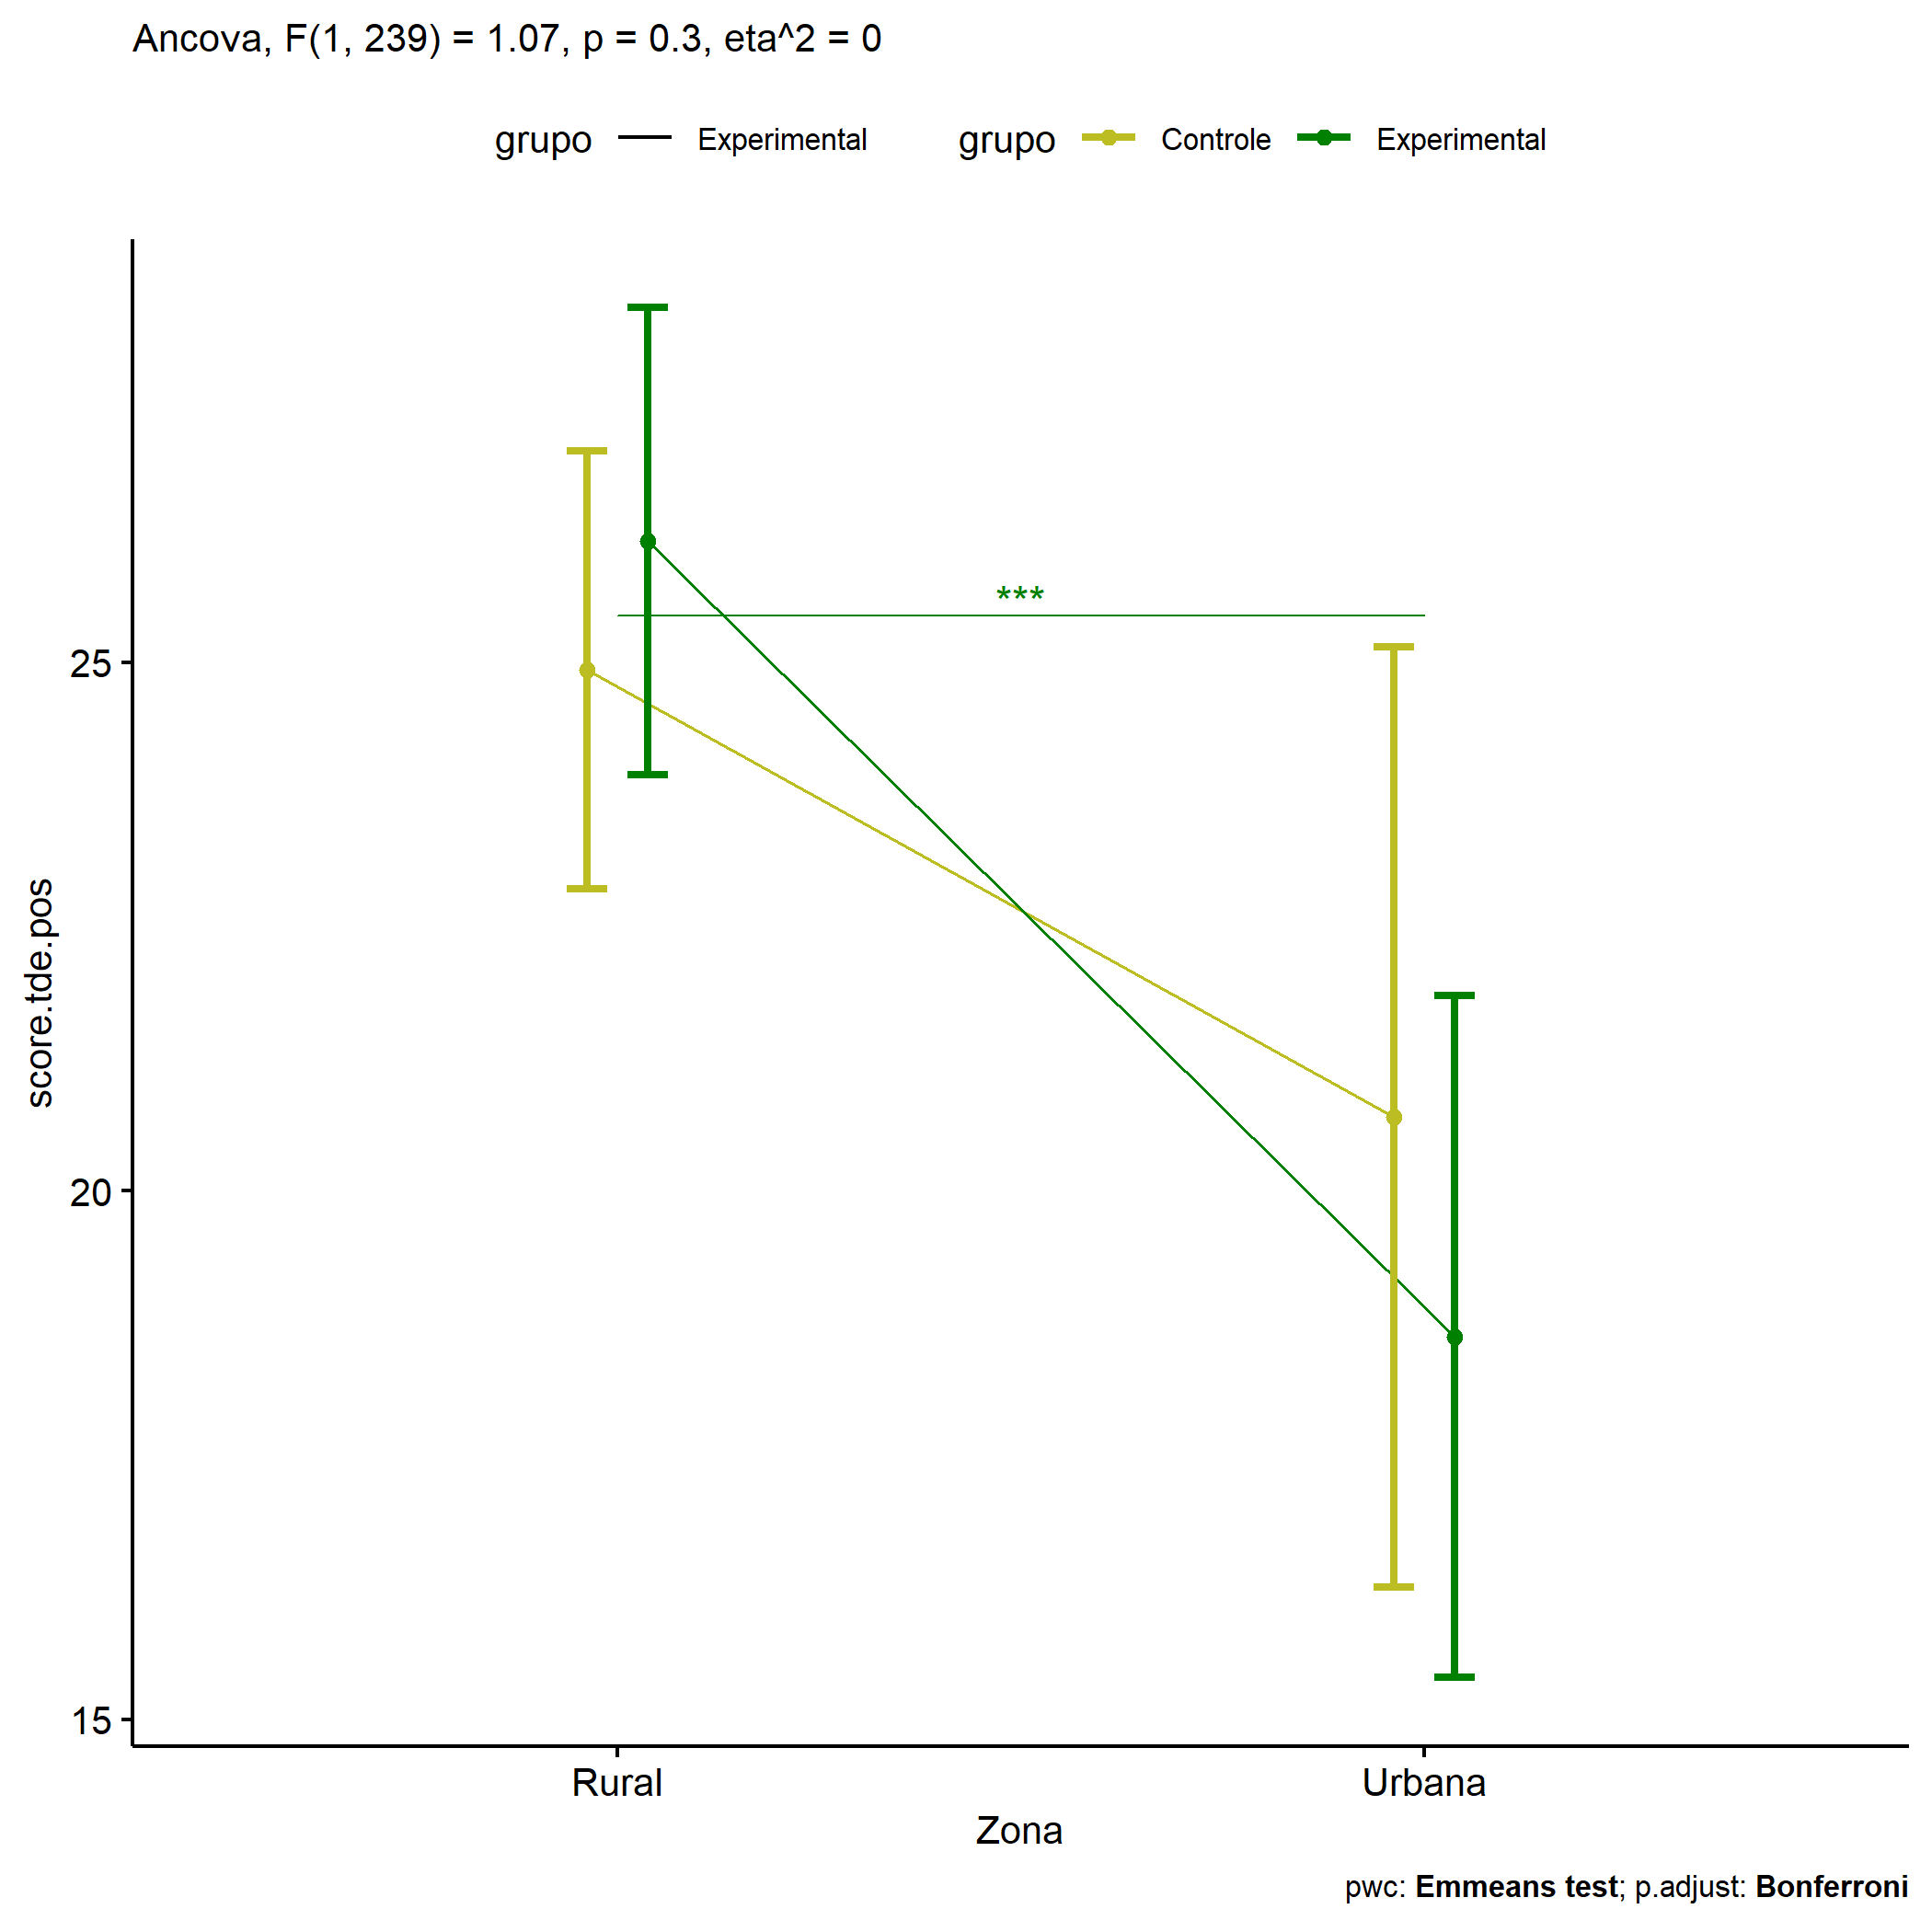 Ancova, F(1, 239) = 1.07, p = 0.3, eta^2 = 0
grupo Experimental grupo Controle Experimental
***
25
20
15
score.tde.pos
Rural Urbana
Zona
pwc: Emmeans test; p.adjust: Bonferroni